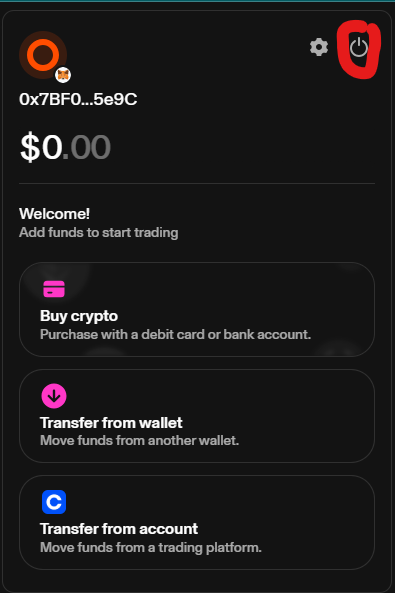 0x7BF0...5e9C
$0.00
Welcome!
Add funds to start trading
Buy crypto
Purchase with a debit card or bank account.
Transfer from wallet
Move funds from another wallet.
Transfer from account
Move funds from a trading platform.